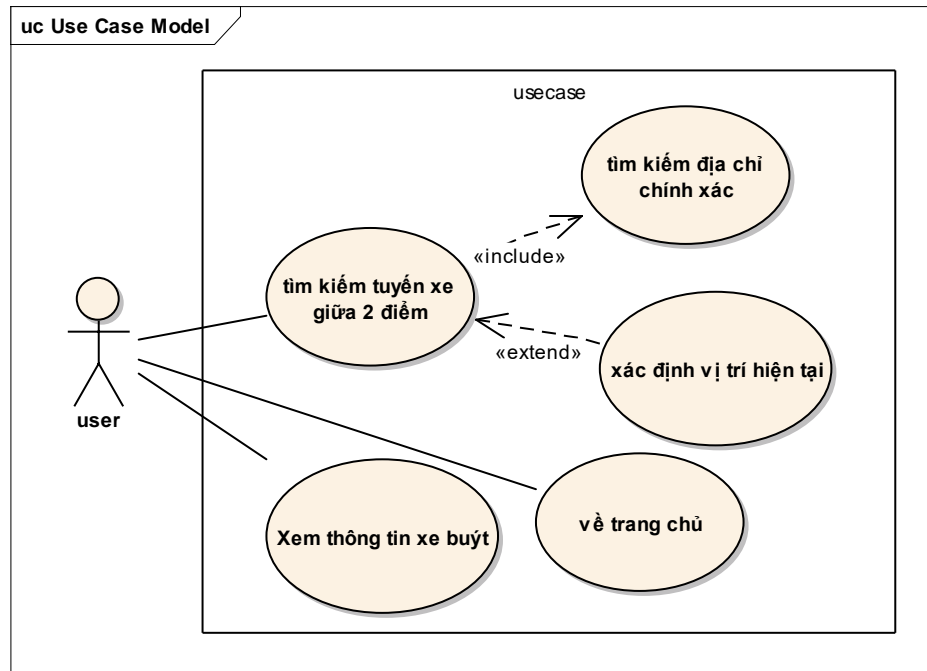 uc Use Case Model
usecase
tìm kiếm địa chỉ
chính xác
«include»
tìm kiếm tuyến xe
giữa 2 điểm
«extend»
xác định vị trí hiện tại
user
Xem thông tin xe buýt
về trang chủ